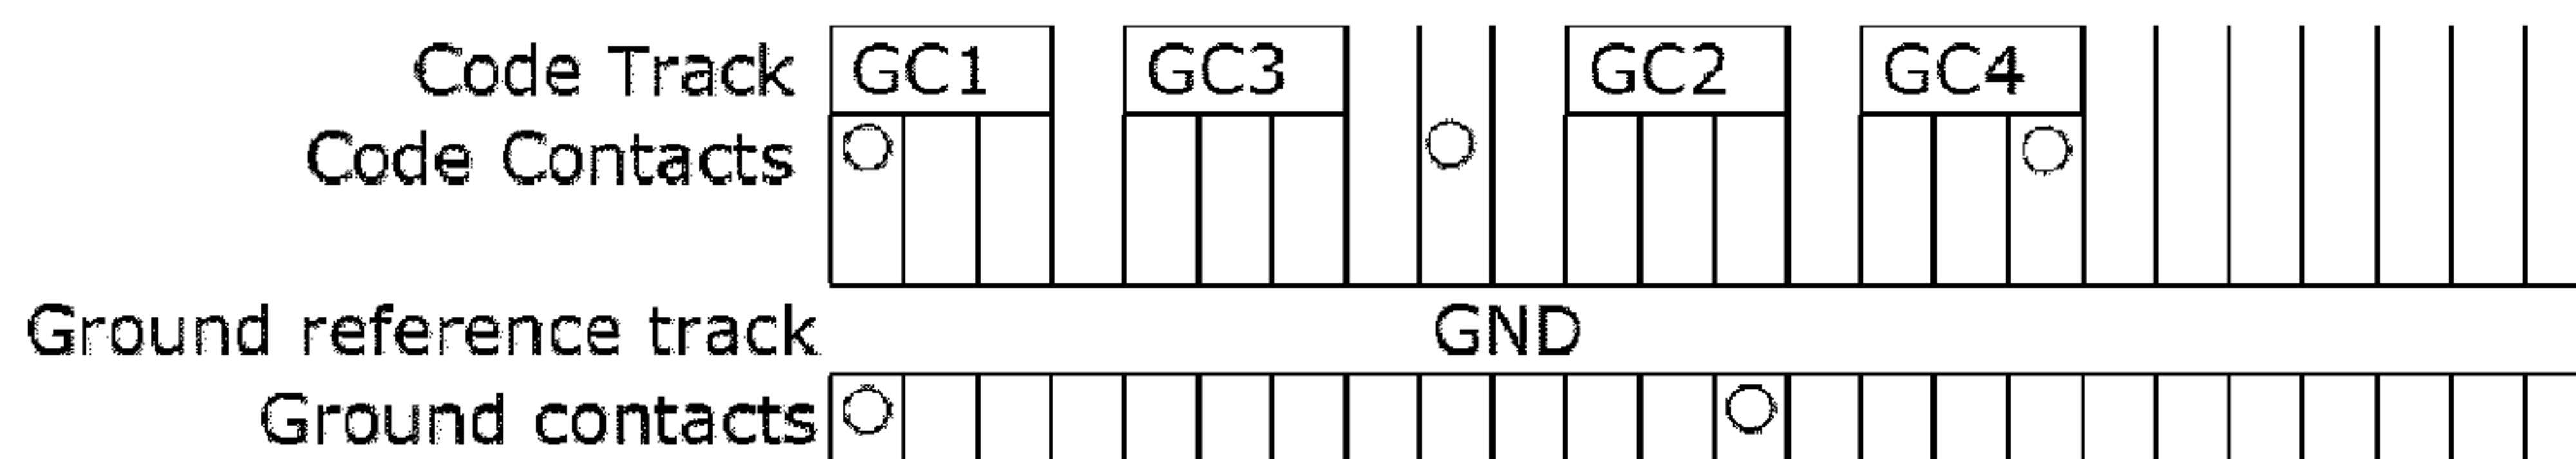 Code Track GC1 GC3 GC2 GC4
Code Contacts
Ground reference track GND
Ground contacts